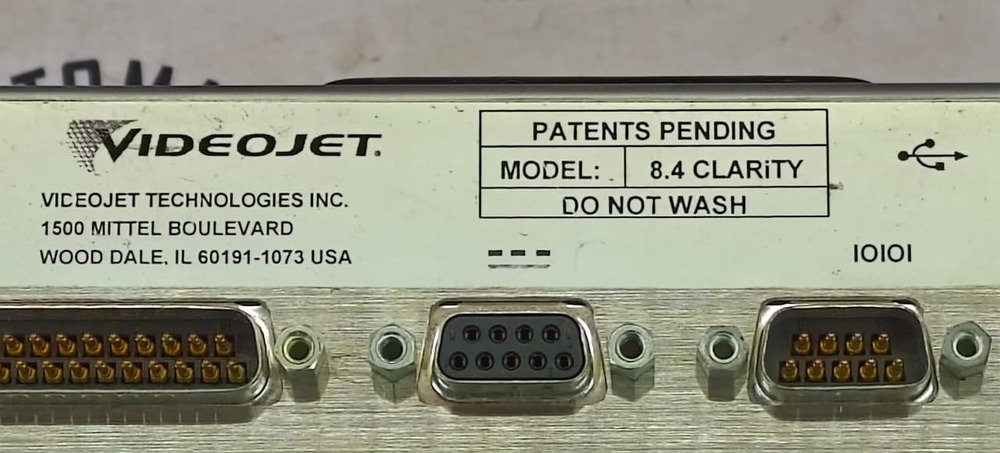 VIDEOJET.
VIDEOJET TECHNOLOGIES INC.
1500 MITTEL BOULEVARD
WOOD DALE, IL 60191-1073 USA
PATENTS PENDING
MODEL: 8.4 CLARiTY
DO NOT WASH
IOIOI